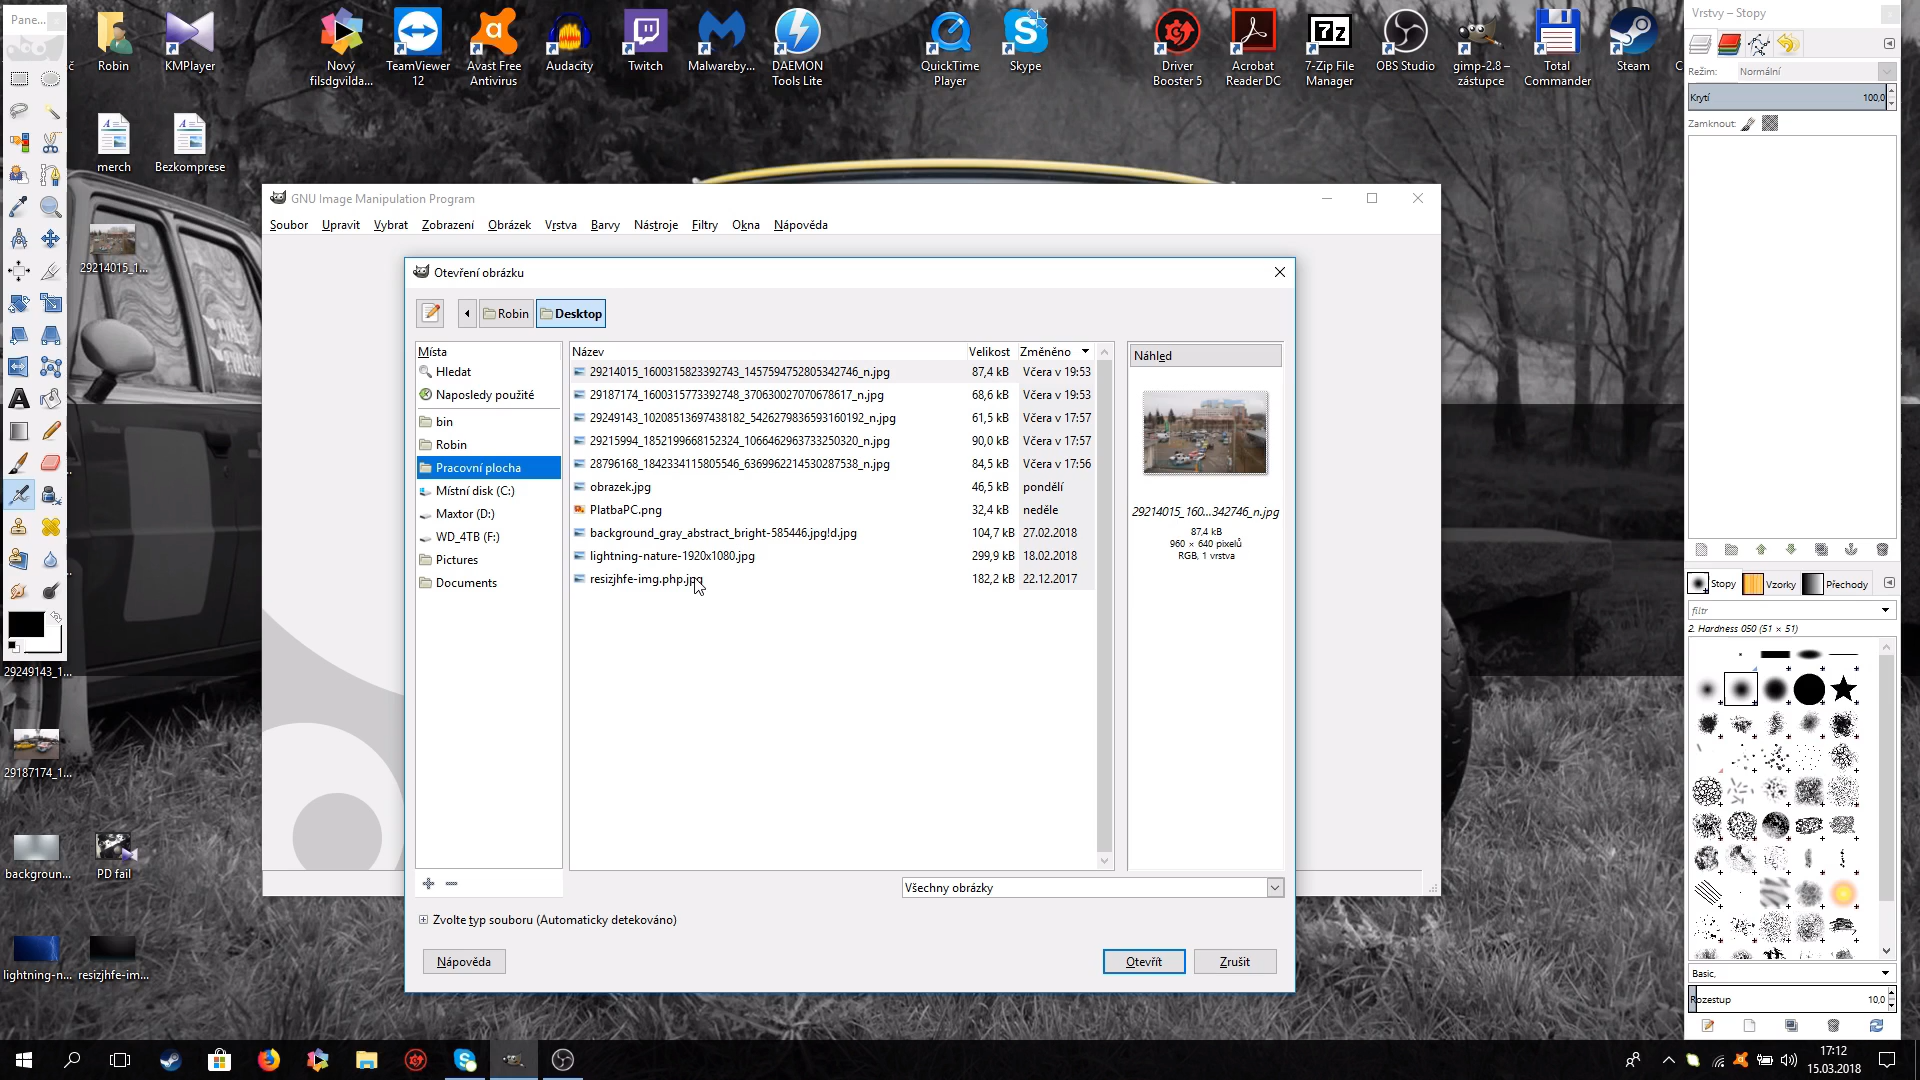 Pane...
Robin
KMPlayer
Nový
filsdgvilda...
TeamViewer
12
Avast Free
Antivirus
Audacity
Twitch
Malwareby...
DAEMON
Tools Lite
QuickTime
Player
Skype
Driver
Booster 5
Acrobat
Reader DC
7-Zip File
Manager
OBS Studio
gimp-2.8 –
zástupce
Total
Commander
Steam
merch
Bezkomprese
29214015_1...
29249143_1...
29187174_1...
backgroun...
PD fail
lightning-n...
resizjhfe-im...
GNU Image Manipulation Program
Soubor Upravit Vybrat Zobrazení Obrázek Vrstva Barvy Nástroje Filtry Okna Nápověda
Otevření obrázku
Robin
Desktop
Místa
Hledat
Naposledy použité
bin
Robin
Pracovní plocha
Místní disk (C:)
Maxtor (D:)
WD_4TB (F:)
Pictures
Documents
Název Velikost Změněno
29214015_1600315823392743_1457594752805342746_n.jpg 87,4 kB Včera v 19:53
29187174_1600315773392748_370630027070678617_n.jpg 68,6 kB Včera v 19:53
29249143_10208513697438182_5426279836593160192_n.jpg 61,5 kB Včera v 17:57
29215994_1852199668152324_1066462963733250320_n.jpg 90,0 kB Včera v 17:57
28796168_1842334115805546_6369962214530287538_n.jpg 84,5 kB Včera v 17:56
obrazek.jpg 46,5 kB pondělí
PlatbaPC.png 32,4 kB neděle
background_gray_abstract_bright-585446.jpg!d.jpg 104,7 kB 27.02.2018
lightning-nature-1920x1080.jpg 299,9 kB 18.02.2018
resizjhfe-img.php.jpg 182,2 kB 22.12.2017
Náhled
29214015_160...342746_n.jpg
87,4 kB
960 × 640 pixelů
RGB, 1 vrstva
Všechny obrázky
Zvolte typ souboru (Automaticky detekováno)
Nápověda
Otevřít
Zrušit
Vrstvy – Stopy
Režim: Normální
Krytí 100,0
Zamknout:
Stopy
Vzorky
Přechody
filtr
2. Hardness 050 (51 × 51)
Basic,
Rozestup 10,0
17:12
15.03.2018